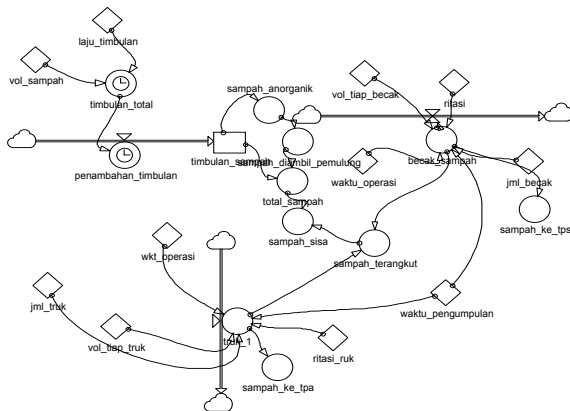 laju_timbulan
vol_sampah
timbulan_total
penambahan_timbulan
sampah_anorganik
timbulan_sampah
sampah_diambil_pemulung
total_sampah
sampah_sisa
vol_tiap_becak
ritasi
becak_sampah
waktu_operasi
jml_becak
sampah_ke_tps
sampah_terangkut
wkt_operasi
jml_truk
vol_tiap_truk
truk_1
waktu_pengumpulan
ritasi_ruk
sampah_ke_tpa